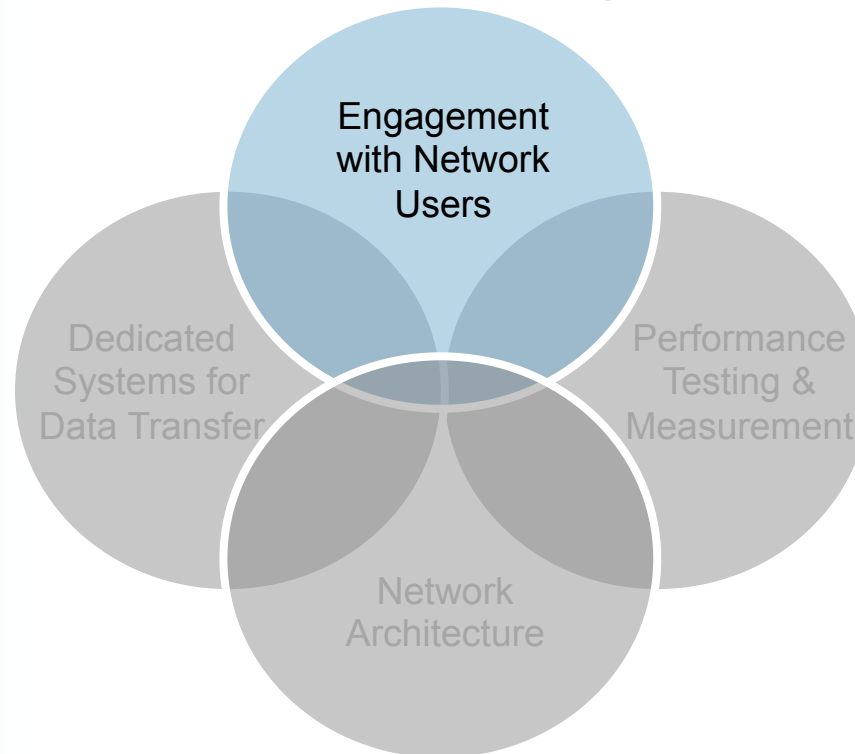 Engagement
with Network
Users
Dedicated
Systems for
Data Transfer
Performance
Testing &
Measurement
Network
Architecture